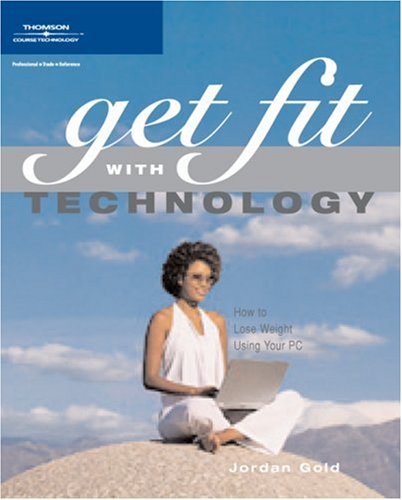 THOMSON
COURSE TECHNOLOGY
Professional ■ Trade ■ Reference
get fit
WITH
TECHNOLOGY
How to
Lose Weight
Using Your PC
Jordan Gold